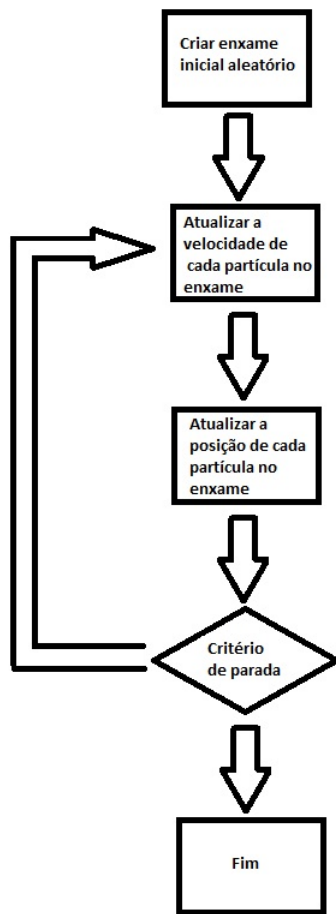 Criar enxame
inicial aleatório
Atualizar a
velocidade de
cada partícula no
enxame
Atualizar a
posição de cada
partícula no
enxame
Critério
de parada
Fim